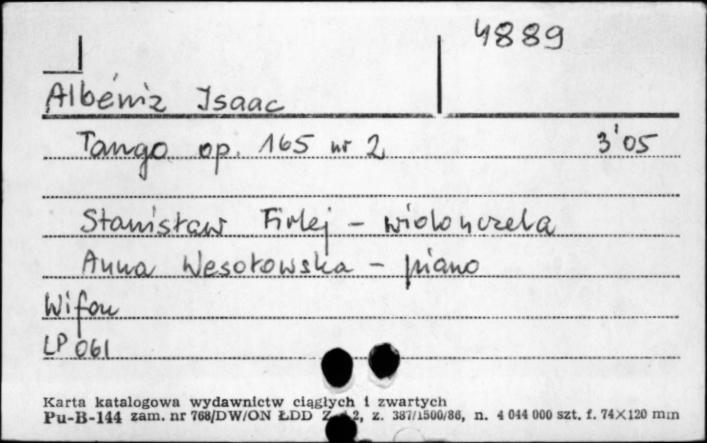 4889
Albéniz Isaac
Tango op. 165 nr 2 3'05
Stanisław Firlej - wiolonczela
Anna Wesołowska - piano
Wifon
LP 061
Karta katalogowa wydawnictw ciągłych i zwartych
Pu-B-144 zam. nr 768/DW/ON ŁDD Z. 2, z. 387/1500/86, n. 4 044 000 szt. f. 74×120 mm